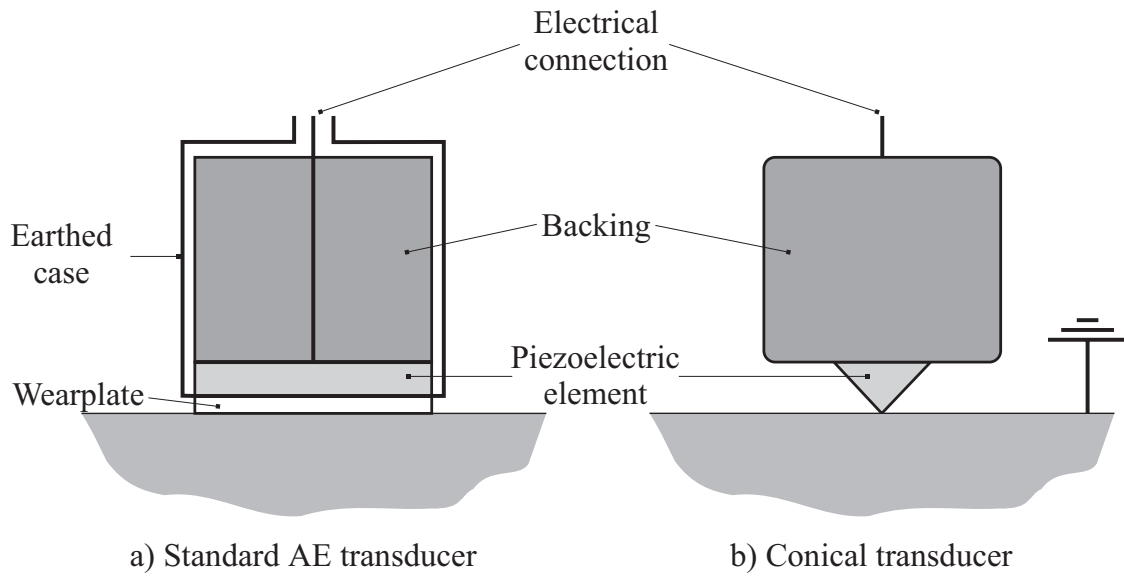 Electrical
connection
Earthed
case
Backing
Piezoelectric
element
Wearplate
a) Standard AE transducer
b) Conical transducer